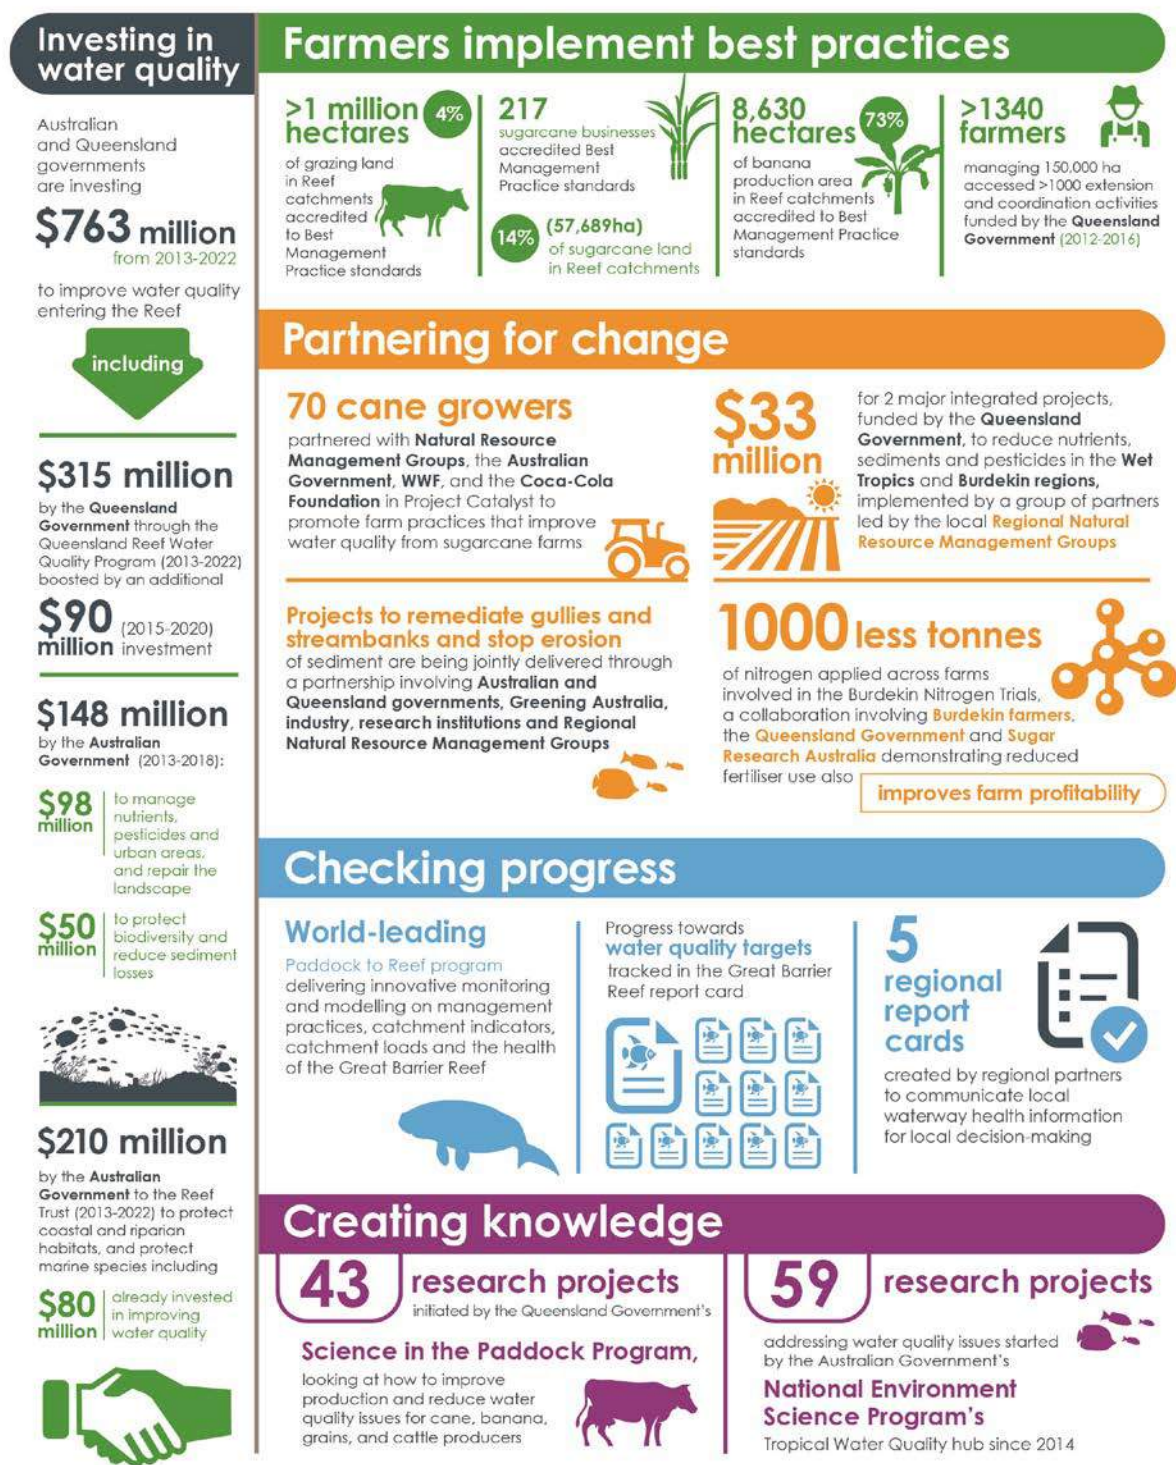 Investing in
water quality
Australian
and Queensland
governments
are investing
$763 million
from 2013-2022
to improve water quality
entering the Reef
including
$315 million
by the Queensland
Government through the
Queensland Reef Water
Quality Program (2013-2022)
boosted by an additional
$90
million
(2015-2020)
investment
$148 million
by the Australian
Government (2013-2018):
$98
million
to manage
nutrients,
pesticides and
urban areas,
and repair the
landscape
$50
million
to protect
biodiversity and
reduce sediment
losses
$210 million
by the Australian
Government to the Reef
Trust (2013-2022) to protect
coastal and riparian
habitats, and protect
marine species including
$80
million
already invested
in improving
water quality
Farmers implement best practices
>1 million
hectares
4%
of grazing land
in Reef
catchments
accredited
to Best
Management
Practice standards
217
sugarcane businesses
accredited Best
Management
Practice standards
14%
(57,689ha)
of sugarcane land
in Reef catchments
8,630
hectares
73%
of banana
production area
in Reef catchments
accredited to Best
Management Practice
standards
>1340
farmers
managing 150,000 ha
accessed >1000 extension
and coordination activities
funded by the Queensland
Government (2012-2016)
Partnering for change
70 cane growers
partnered with Natural Resource
Management Groups, the Australian
Government, WWF, and the Coca-Cola
Foundation in Project Catalyst to
promote farm practices that improve
water quality from sugarcane farms
$33
million
for 2 major integrated projects,
funded by the Queensland
Government, to reduce nutrients,
sediments and pesticides in the Wet
Tropics and Burdekin regions,
implemented by a group of partners
led by the local Regional Natural
Resource Management Groups
Projects to remediate gullies and
streambanks and stop erosion
of sediment are being jointly delivered through
a partnership involving Australian and
Queensland governments, Greening Australia,
industry, research institutions and Regional
Natural Resource Management Groups
1000 less tonnes
of nitrogen applied across farms
involved in the Burdekin Nitrogen Trials,
a collaboration involving Burdekin farmers,
the Queensland Government and Sugar
Research Australia demonstrating reduced
fertiliser use also
improves farm profitability
Checking progress
World-leading
Paddock to Reef program
delivering innovative monitoring
and modelling on management
practices, catchment indicators,
catchment loads and the health
of the Great Barrier Reef
Progress towards
water quality targets
tracked in the Great Barrier
Reef report card
5
regional
report
cards
created by regional partners
to communicate local
waterway health information
for local decision-making
Creating knowledge
43
research projects
initiated by the Queensland Government's
Science in the Paddock Program,
looking at how to improve
production and reduce water
quality issues for cane, banana,
grains, and cattle producers
59
research projects
addressing water quality issues started
by the Australian Government's
National Environment
Science Program's
Tropical Water Quality hub since 2014